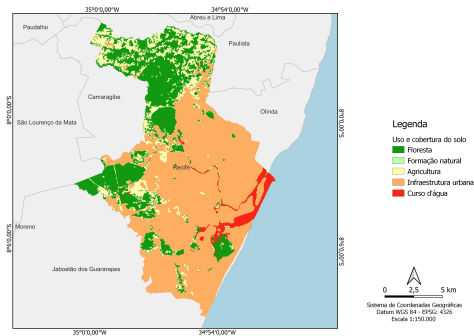 35°0'0,00"S 34°54'0,00"W
Paudalho
Abreu e Lima
Paulista
Camaragibe
Olinda
8°0'0,00"S
8°0'0,00"S
São Lourenço da Mata
Recife
Moreno
8°6'0,00"S
8°6'0,00"S
Jaboatão dos Guararapes
35°0'0,00"W 34°54'0,00"W
Legenda
Uso e cobertura do solo
Floresta
Formação natural
Agricultura
Infraestrutura urbana
Curso d'água
0 2,5 5 km
Sistema de Coordenadas Geográficas
Datum WGS 84 - EPSG: 4326
Escala 1:150.000